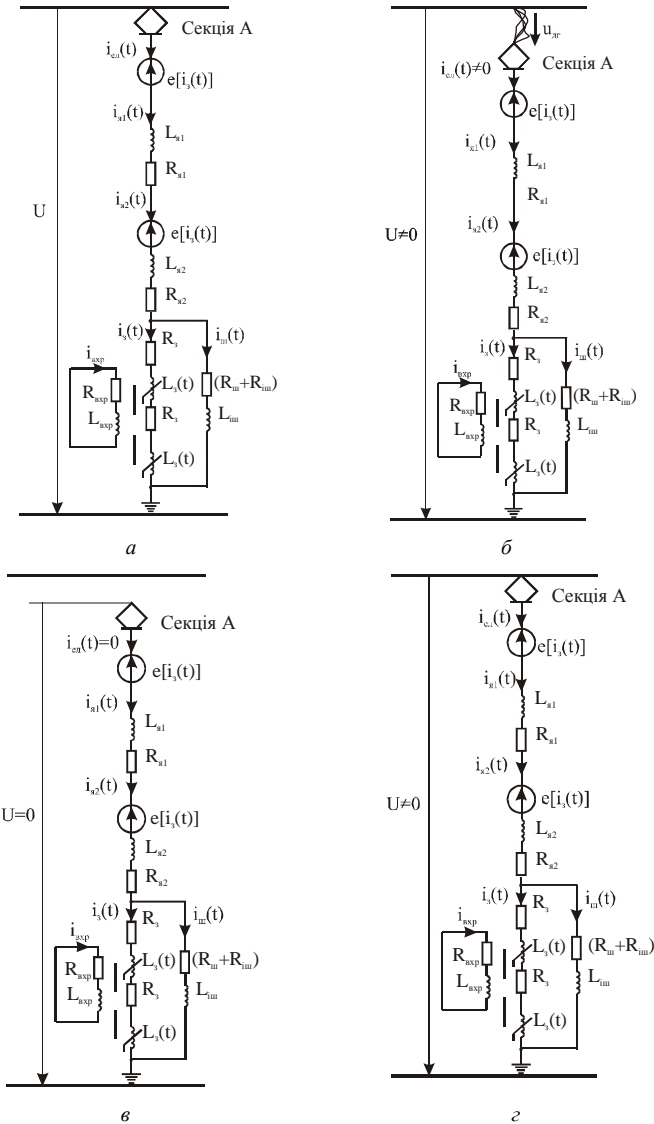 Секція А
iел(t)
e[iз(t)]
iя1(t)
Lя1
Rя1
iя2(t)
U
e[iз(t)]
Lя2
Rя2
iз(t)
Rз
iш(t)
iвхр
Rвхр
Lз(t)
(Rш+Rіш)
Lвхр
Rз
Lіш
Lз(t)
а
uдг
Секція А
iел(t)≠0
e[iз(t)]
iя1(t)
Lя1
Rя1
iя2(t)
U≠0
e[iз(t)]
Lя2
Rя2
iз(t)
Rз
iш(t)
iвхр
Rвхр
Lз(t)
(Rш+Rіш)
Lвхр
Rз
Lіш
Lз(t)
б
Секція А
iел(t)=0
e[iз(t)]
iя1(t)
Lя1
Rя1
iя2(t)
U=0
e[iз(t)]
Lя2
Rя2
iз(t)
Rз
iш(t)
iвхр
Rвхр
Lз(t)
(Rш+Rіш)
Lвхр
Rз
Lіш
Lз(t)
в
Секція А
iел(t)
e[iз(t)]
iя1(t)
Lя1
Rя1
iя2(t)
U≠0
e[iз(t)]
Lя2
Rя2
iз(t)
Rз
iш(t)
iвхр
Rвхр
Lз(t)
(Rш+Rіш)
Lвхр
Rз
Lіш
Lз(t)
г